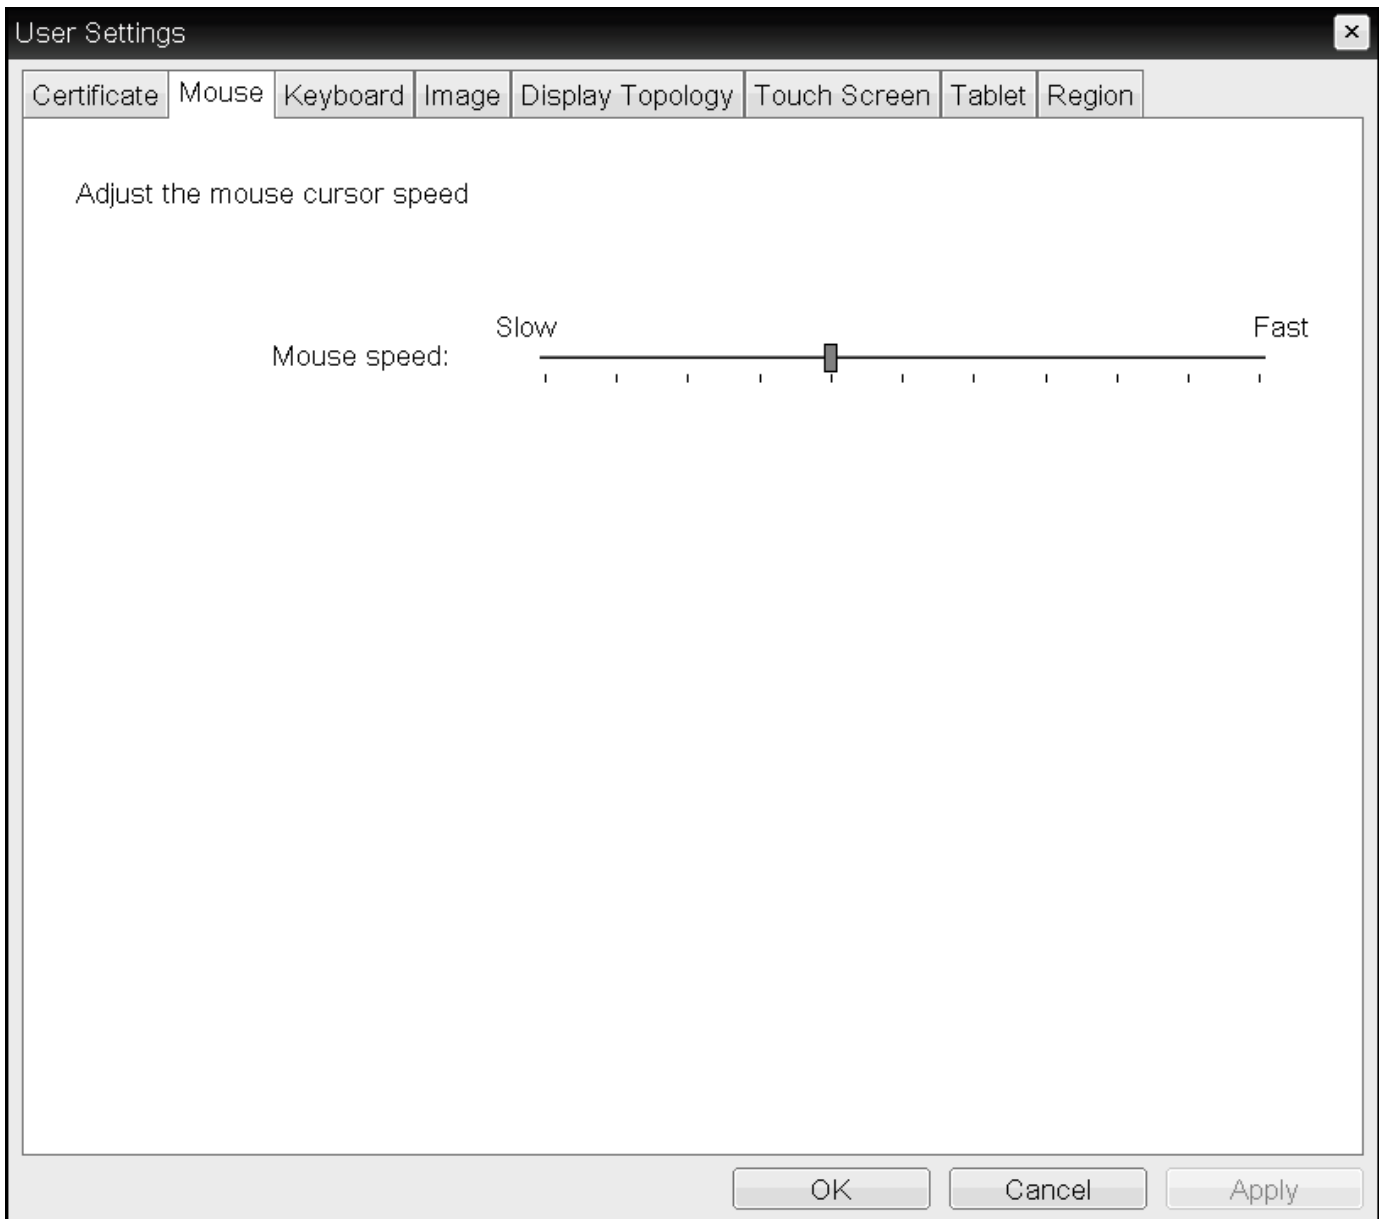 User Settings
Certificate Mouse Keyboard Image Display Topology Touch Screen Tablet Region
Adjust the mouse cursor speed
Slow Fast
Mouse speed:
OK Cancel Apply